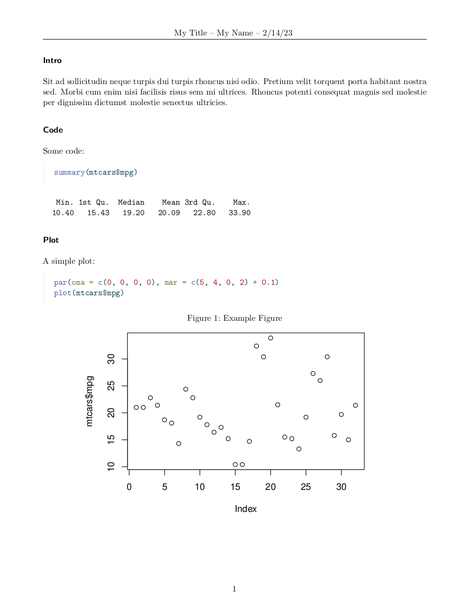 My Title – My Name – 2/14/23
Intro
Sit ad sollicitudin neque turpis dui turpis rhoncus nisi odio. Pretium velit torquent porta habitant nostra
sed. Morbi cum enim nisi facilisis risus sem mi ultrices. Rhoncus potenti consequat magnis sed molestie
per dignissim dictumst molestie senectus ultricies.
Code
Some code:
summary(mtcars$mpg)
Min. 1st Qu. Median Mean 3rd Qu. Max.
10.40 15.43 19.20 20.09 22.80 33.90
Plot
A simple plot:
par(oma = c(0, 0, 0, 0), mar = c(5, 4, 0, 2) + 0.1)
plot(mtcars$mpg)
Figure 1: Example Figure
mtcars$mpg
30
25
20
15
10
0 5 10 15 20 25 30
Index
1